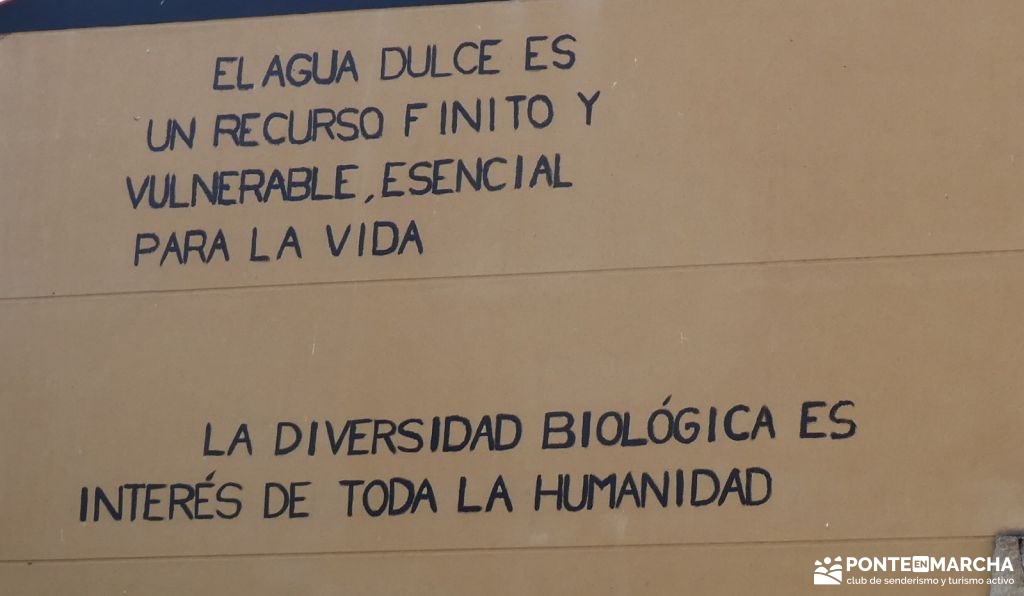 EL AGUA DULCE ES
UN RECURSO FINITO Y
VULNERABLE, ESENCIAL
PARA LA VIDA
LA DIVERSIDAD BIOLÓGICA ES
INTERÉS DE TODA LA HUMANIDAD
PONTE EN MARCHA
club de senderismo y turismo activo